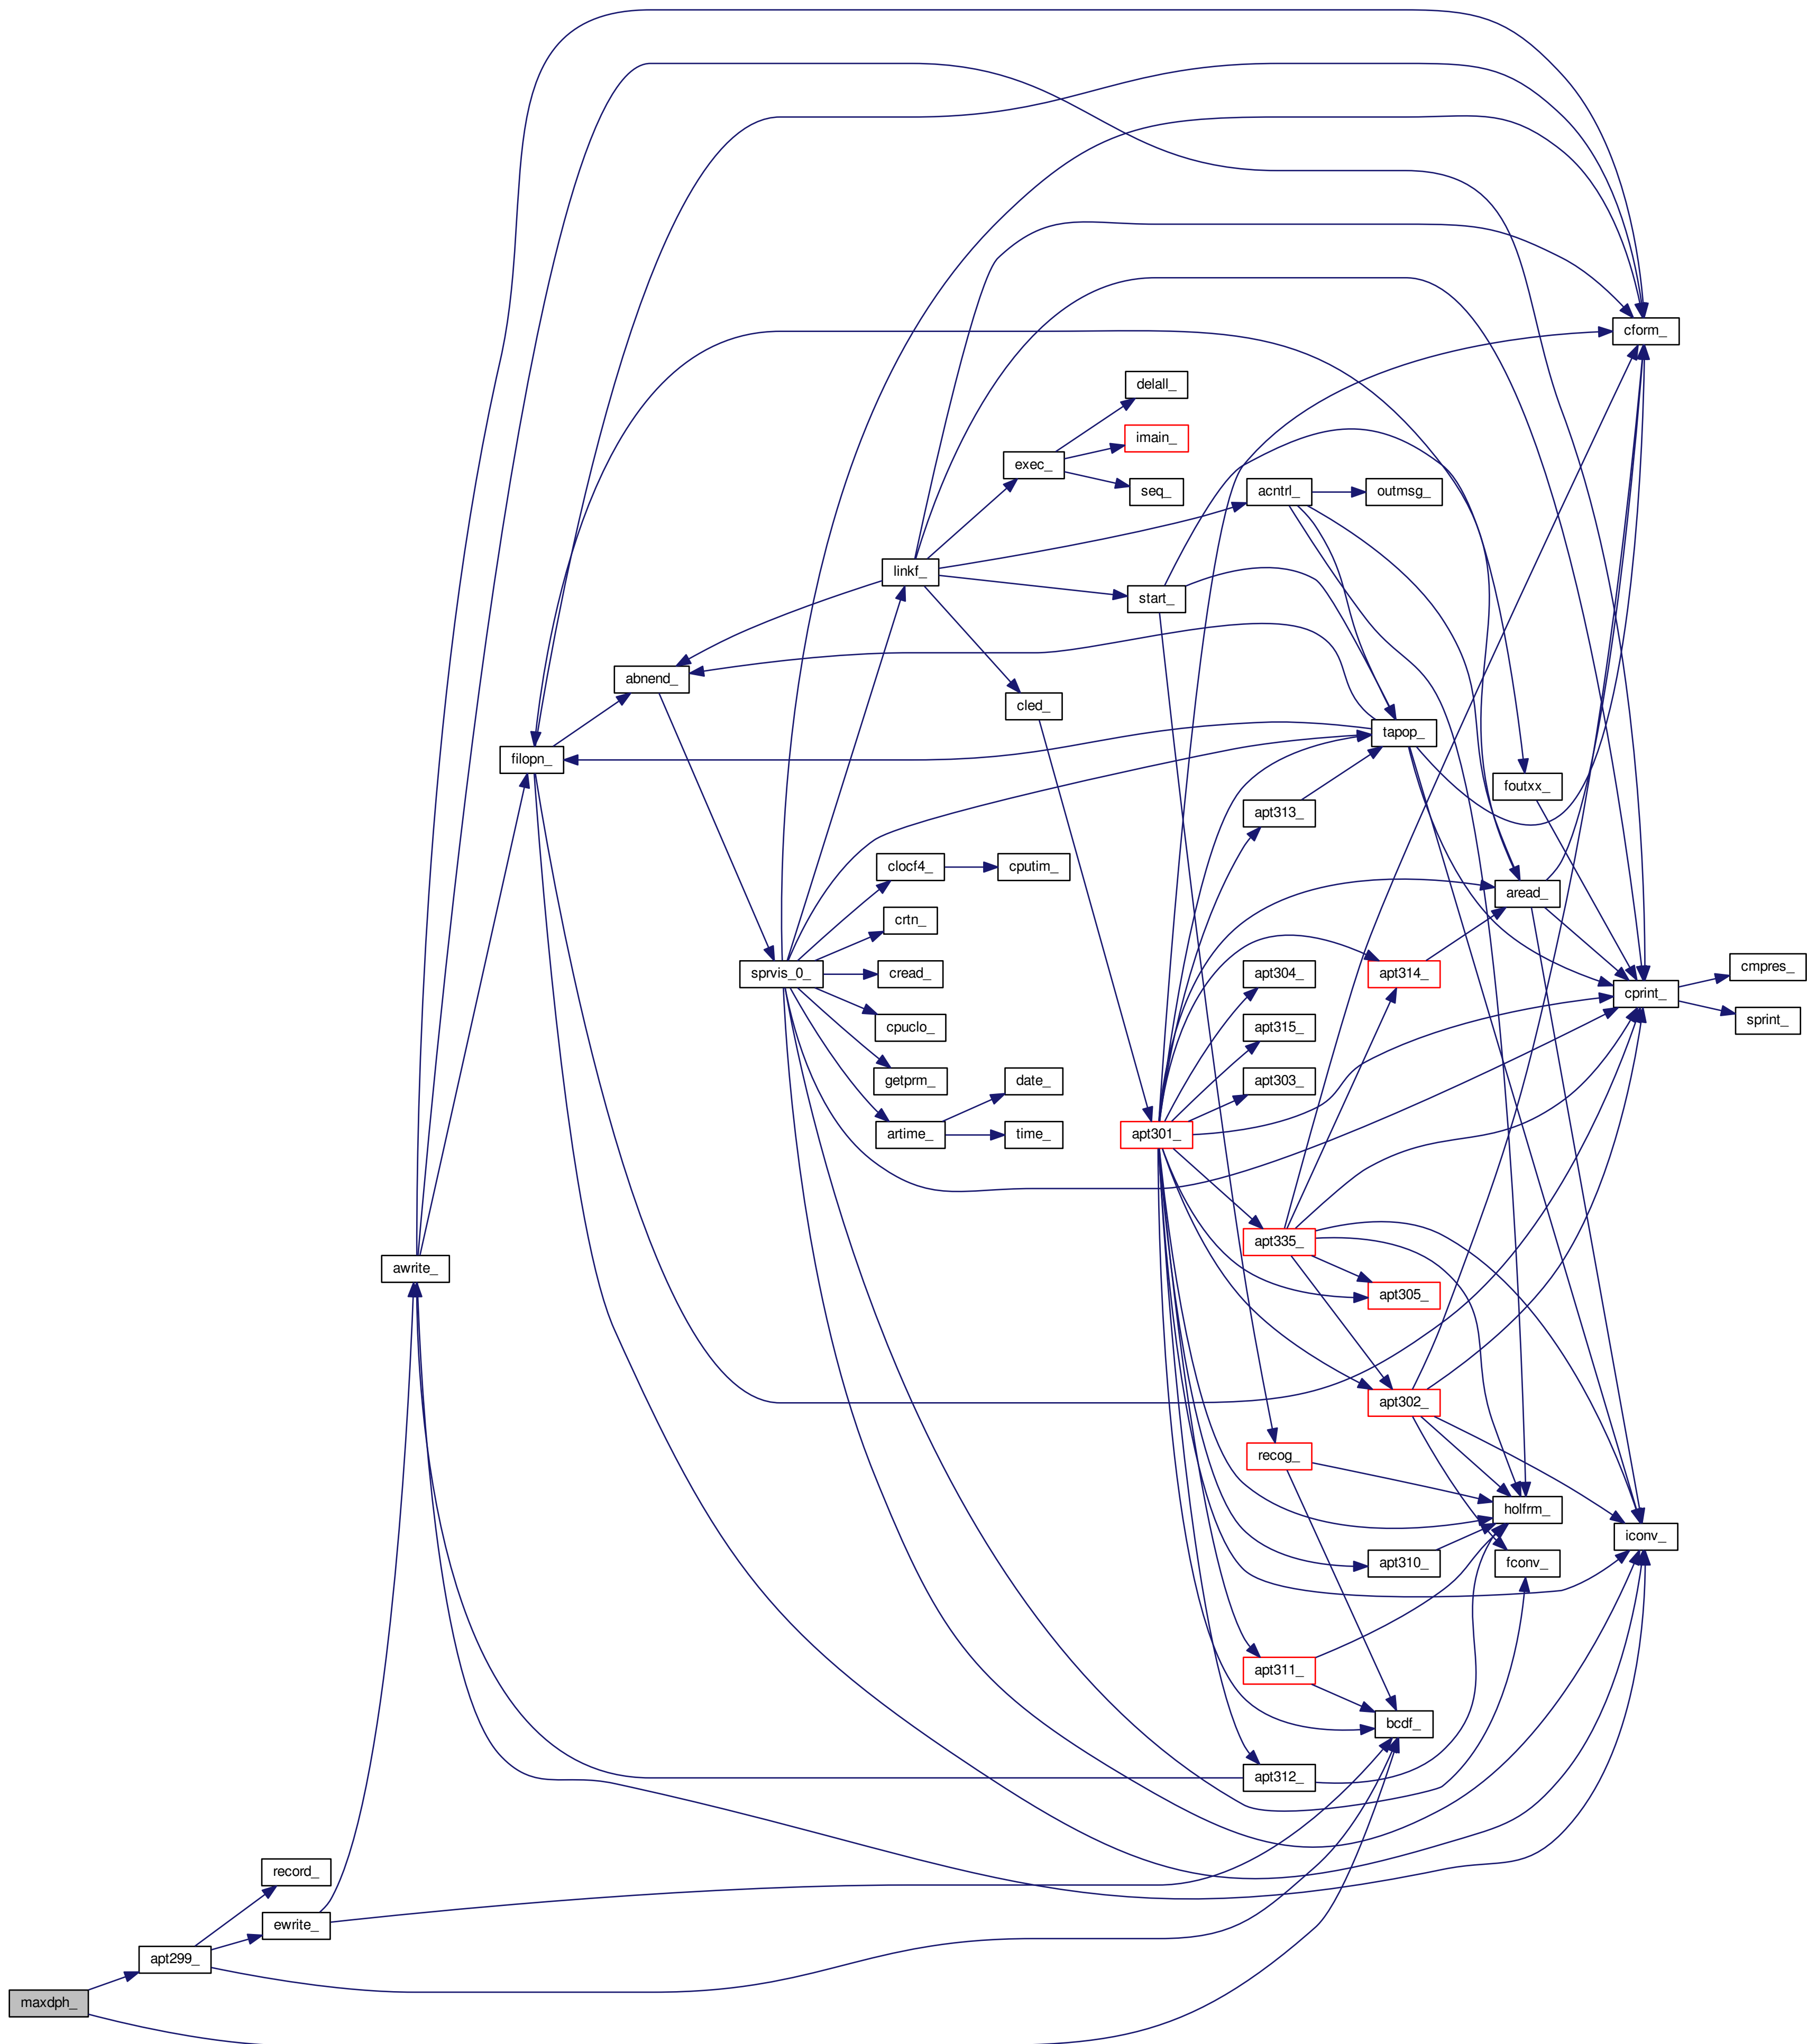 cform_
delall_
imain_
exec_
seq_
acntrl_
outmsg_
linkf_
start_
abnend_
cled_
tapop_
filopn_
foutxx_
apt313_
clocf4_
cputim_
aread_
crtn_
sprvis_0_
cread_
apt304_
apt314_
cmpres_
cprint_
cpuclo_
apt315_
sprint_
getprm_
date_
apt303_
artime_
time_
apt301_
apt335_
awrite_
apt305_
apt302_
recog_
holfrm_
iconv_
apt310_
fconv_
apt311_
bcdf_
apt312_
record_
ewrite_
apt299_
maxdph_